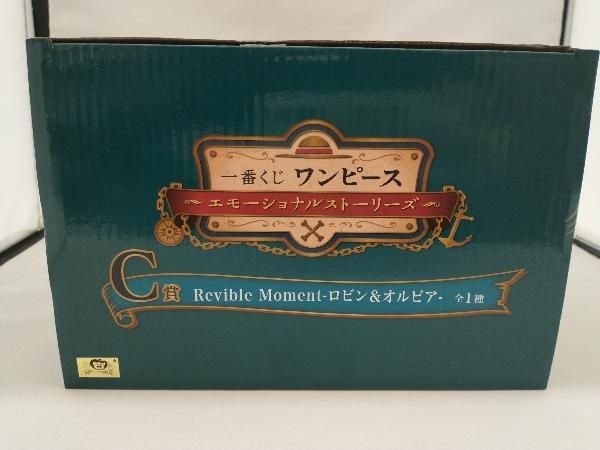 一番くじ ワンピース
エモーショナルストーリーズ
C賞 Revible Moment-ロビン&オルビア- 全1種